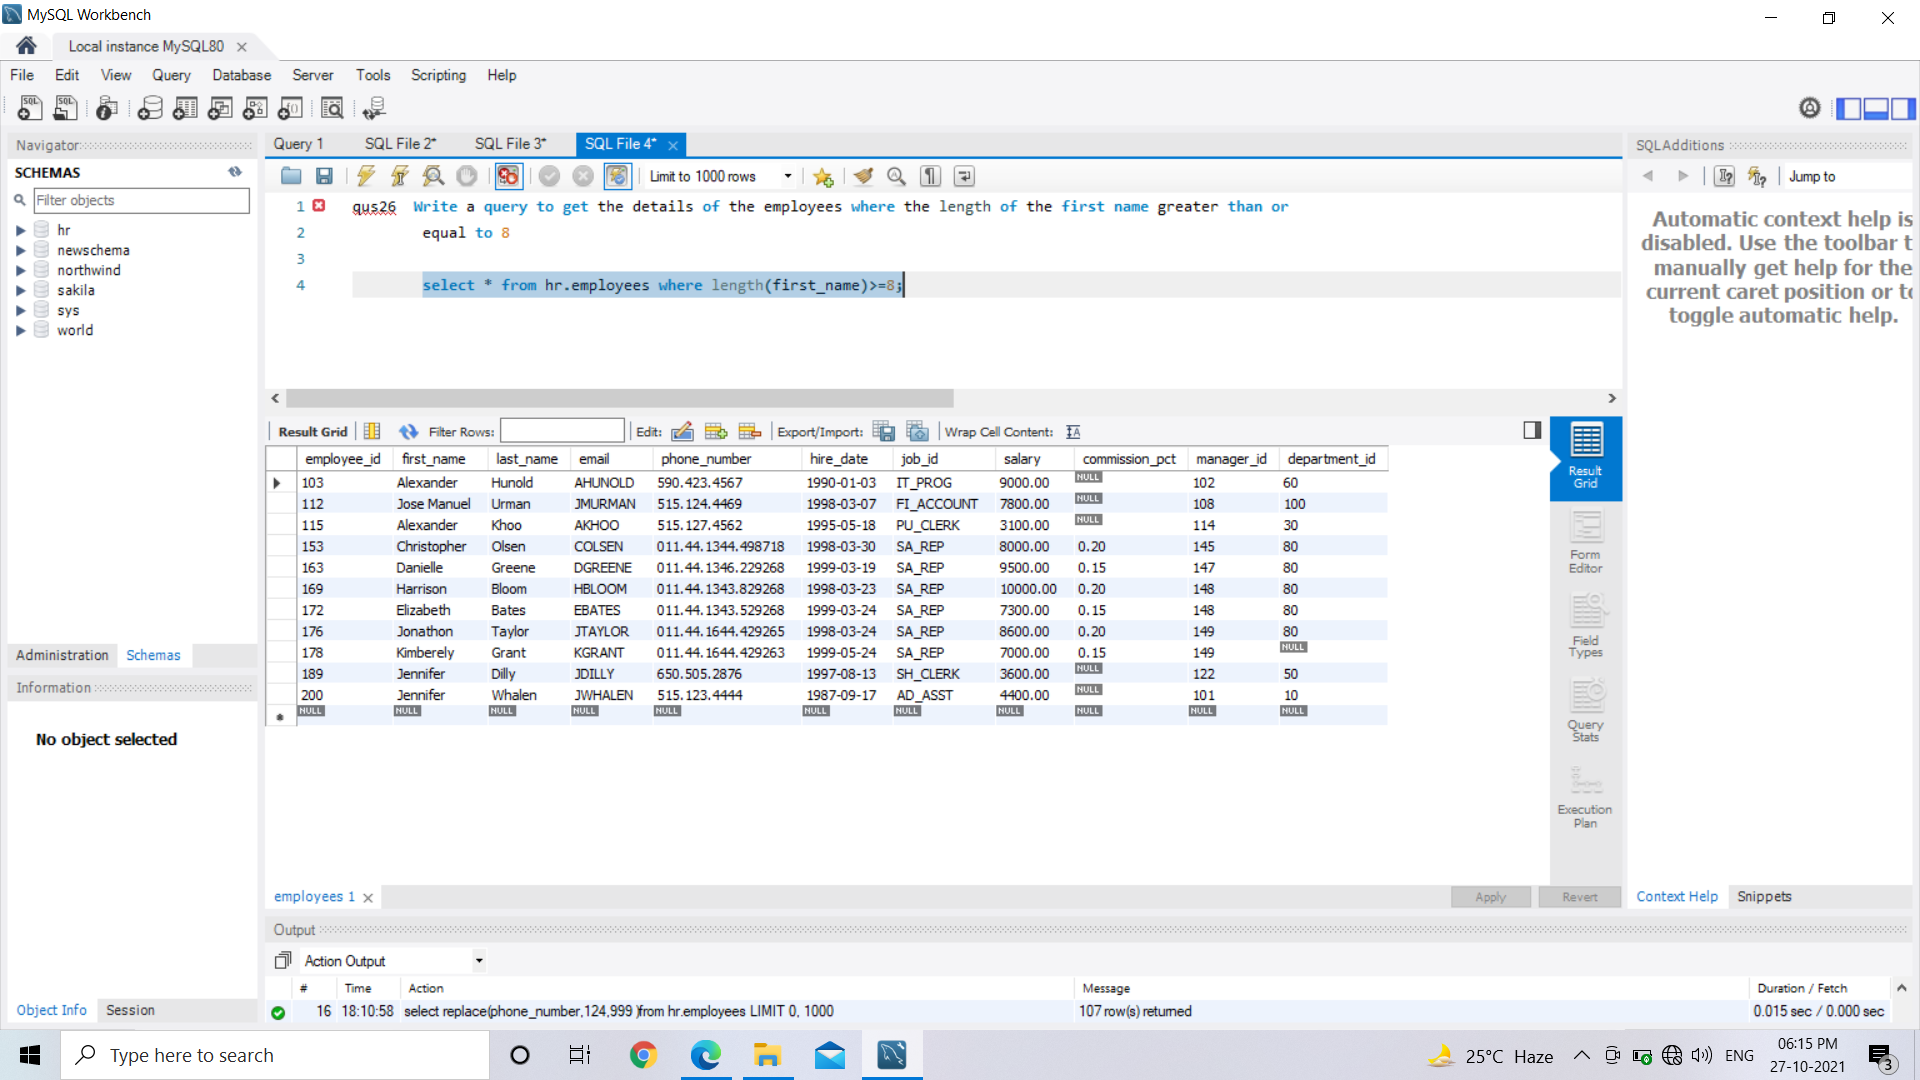 MySQL Workbench
Local instance MySQL80
File Edit View Query Database Server Tools Scripting Help
Navigator
SCHEMAS
Filter objects
hr
newschema
northwind
sakila
sys
world
Administration Schemas
Information
No object selected
Object Info Session
Query 1 SQL File 2* SQL File 3* SQL File 4*
Limit to 1000 rows
1 qus26 Write a query to get the details of the employees where the length of the first name greater than or
2 equal to 8
3
4 select * from hr.employees where length(first_name)>=8;
Result Grid Filter Rows: Edit: Export/Import: Wrap Cell Content:
employee_id first_name last_name email phone_number hire_date job_id salary commission_pct manager_id department_id
103 Alexander Hunold AHUNOLD 590.423.4567 1990-01-03 IT_PROG 9000.00 NULL 102 60
112 Jose Manuel Urman JMURMAN 515.124.4469 1998-03-07 FI_ACCOUNT 7800.00 NULL 108 100
115 Alexander Khoo AKHOO 515.127.4562 1995-05-18 PU_CLERK 3100.00 NULL 114 30
153 Christopher Olsen COLSEN 011.44.1344.498718 1998-03-30 SA_REP 8000.00 0.20 145 80
163 Danielle Greene DGREENE 011.44.1346.229268 1999-03-19 SA_REP 9500.00 0.15 147 80
169 Harrison Bloom HBLOOM 011.44.1343.829268 1998-03-23 SA_REP 10000.00 0.20 148 80
172 Elizabeth Bates EBATES 011.44.1343.529268 1999-03-24 SA_REP 7300.00 0.15 148 80
176 Jonathon Taylor JTAYLOR 011.44.1644.429265 1998-03-24 SA_REP 8600.00 0.20 149 80
178 Kimberely Grant KGRANT 011.44.1644.429263 1999-05-24 SA_REP 7000.00 0.15 149 NULL
189 Jennifer Dilly JDILLY 650.505.2876 1997-08-13 SH_CLERK 3600.00 NULL 122 50
200 Jennifer Whalen JWHALEN 515.123.4444 1987-09-17 AD_ASST 4400.00 NULL 101 10
NULL NULL NULL NULL NULL NULL NULL NULL NULL NULL NULL
Result
Grid
Form
Editor
Field
Types
Query
Stats
Execution
Plan
employees 1
Apply Revert
SQLAdditions
Jump to
Automatic context help is
disabled. Use the toolbar t
manually get help for the
current caret position or to
toggle automatic help.
Context Help Snippets
Output
Action Output
# Time Action Message Duration / Fetch
16 18:10:58 select replace(phone_number,124,999 )from hr.employees LIMIT 0, 1000 107 row(s) returned 0.015 sec / 0.000 sec
Type here to search
25°C Haze
ENG
06:15 PM
27-10-2021
3